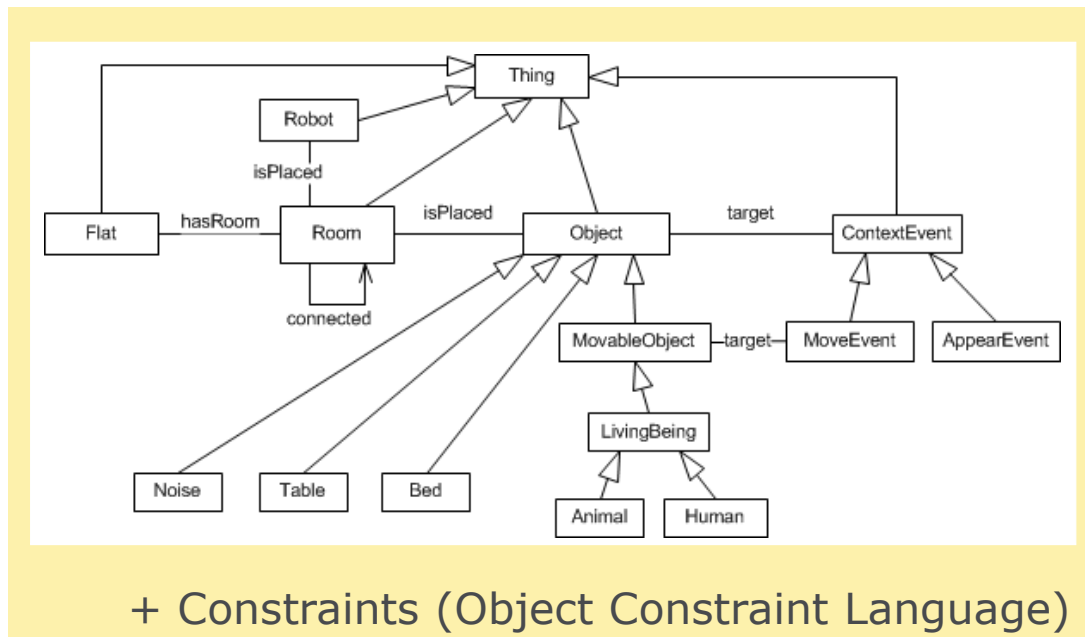 Thing
Robot
isPlaced
Flat
hasRoom
Room
isPlaced
Object
target
ContextEvent
connected
MovableObject
target
MoveEvent
AppearEvent
LivingBeing
Noise
Table
Bed
Animal
Human
+ Constraints (Object Constraint Language)